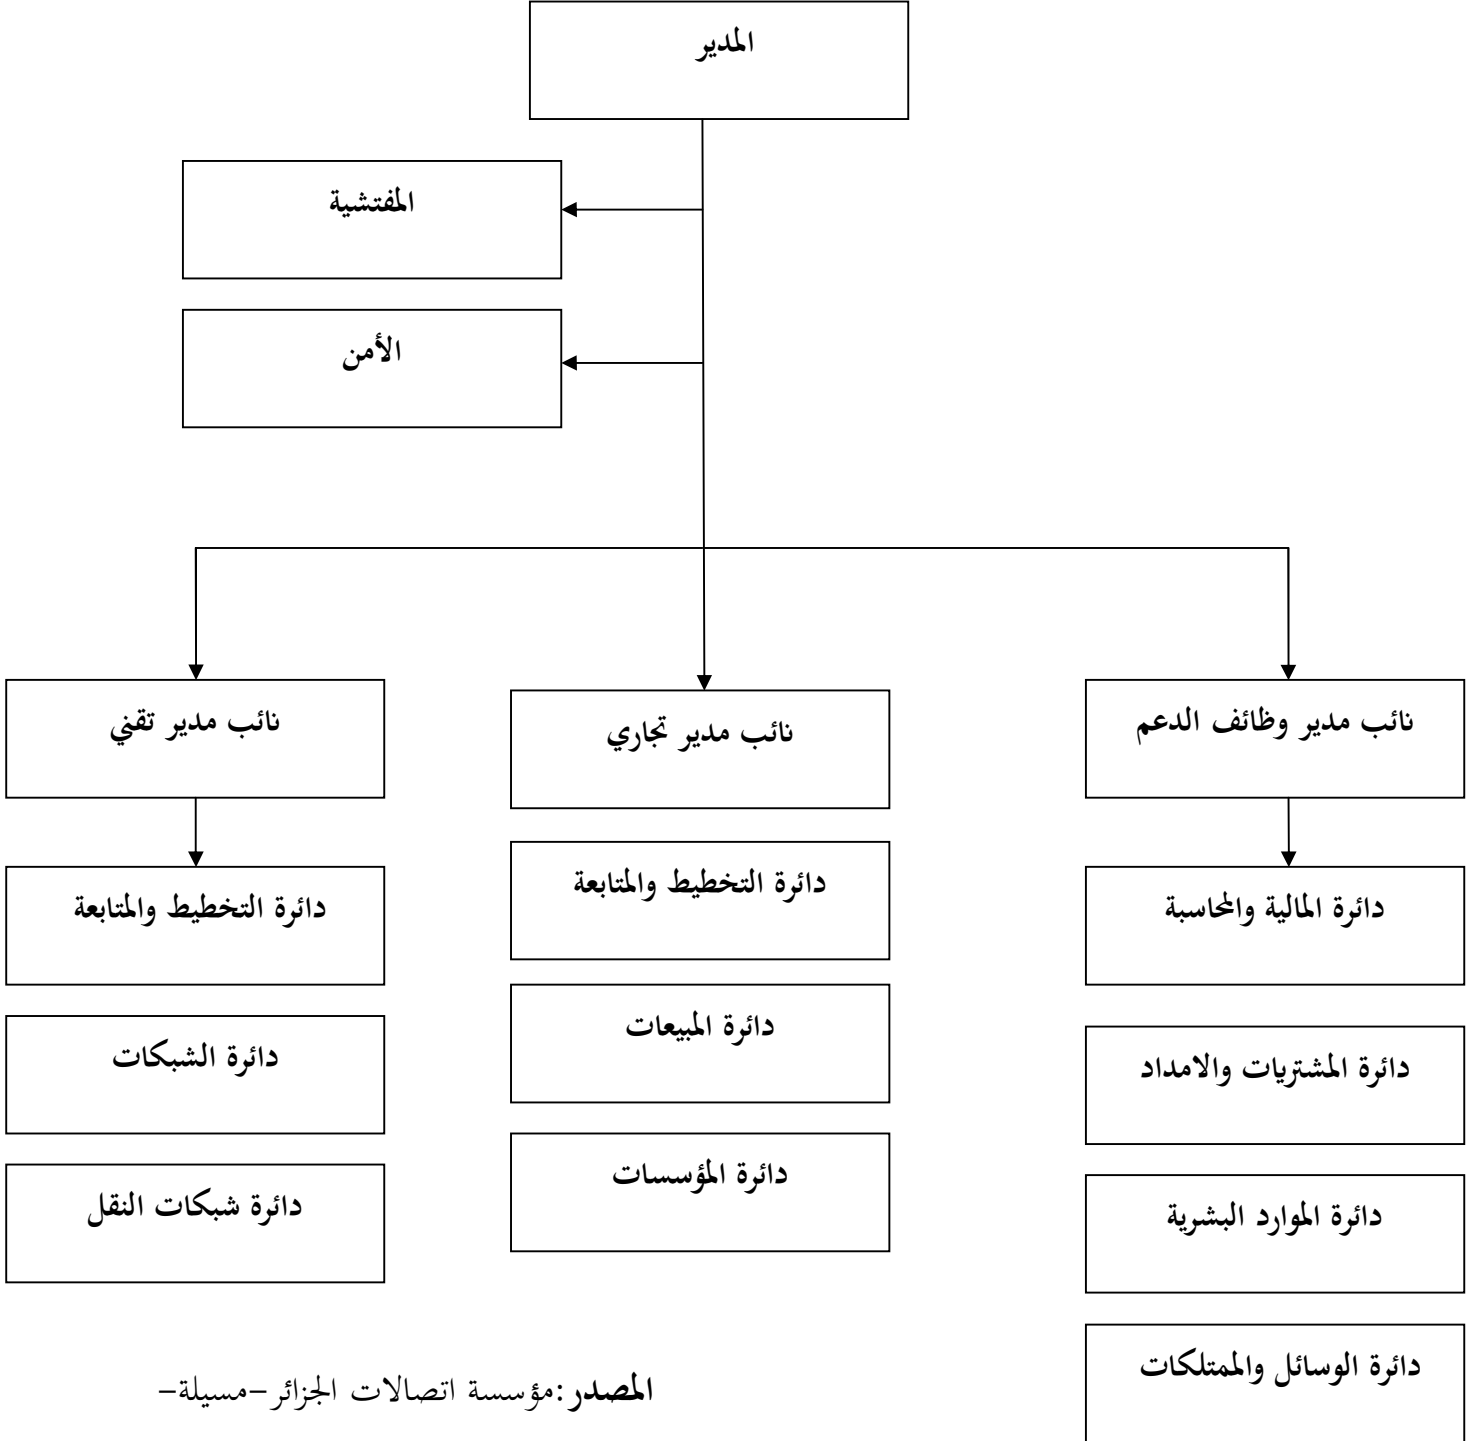 المدير
المفتشية
الأمن
نائب مدير وظائف الدعم
نائب مدير تجاري
نائب مدير تقني
دائرة المالية والمحاسبة
دائرة التخطيط والمتابعة
دائرة التخطيط والمتابعة
دائرة المشتريات والامداد
دائرة المبيعات
دائرة الشبكات
دائرة الموارد البشرية
دائرة المؤسسات
دائرة شبكات النقل
دائرة الوسائل والممتلكات
المصدر:مؤسسة اتصالات الجزائر-مسيلة-